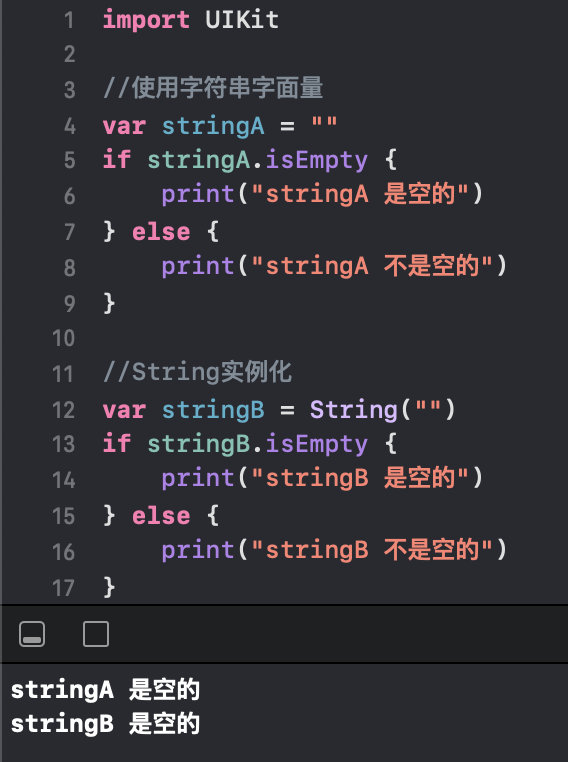 1 import UIKit
2
3 //使用字符串字面量
4 var stringA = ""
5 if stringA.isEmpty {
6     print("stringA 是空的")
7 } else {
8     print("stringA 不是空的")
9 }
10
11 //String实例化
12 var stringB = String("")
13 if stringB.isEmpty {
14     print("stringB 是空的")
15 } else {
16     print("stringB 不是空的")
17 }
stringA 是空的
stringB 是空的